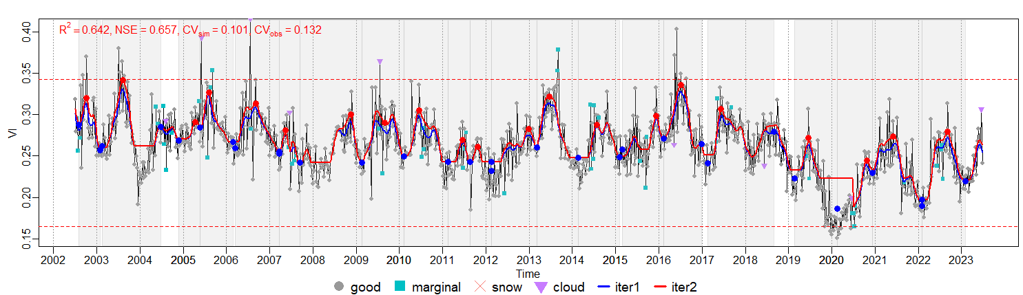 R² = 0.642, NSE = 0.657, CV_sim = 0.101, CV_obs = 0.132
0.40
0.35
0.30
0.25
0.20
0.15
VI
2002 2003 2004 2005 2006 2007 2008 2009 2010 2011 2012 2013 2014 2015 2016 2017 2018 2019 2020 2021 2022 2023
Time
good marginal snow cloud iter1 iter2